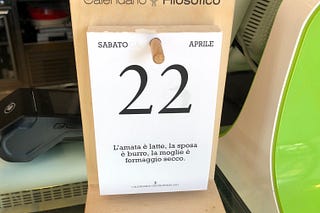 Calendario Filosofico
SABATO APRILE
22
L'amata è latte, la sposa
è burro, la moglie è
formaggio secco.